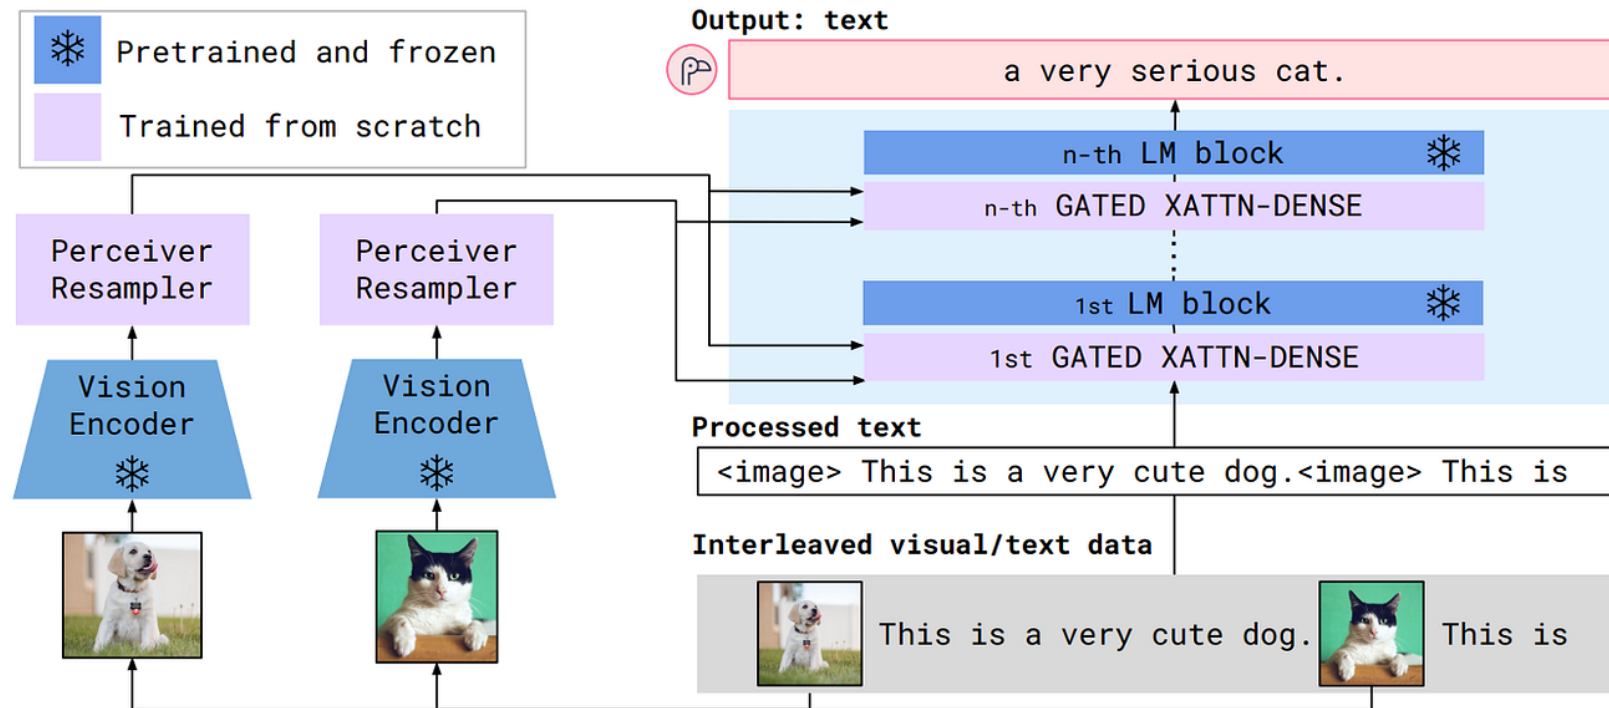 Pretrained and frozen
Trained from scratch
Perceiver
Resampler
Vision
Encoder
Perceiver
Resampler
Vision
Encoder
Output: text
a very serious cat.
n-th LM block
n-th GATED XATTN-DENSE
1st LM block
1st GATED XATTN-DENSE
Processed text
<image> This is a very cute dog.<image> This is
Interleaved visual/text data
This is a very cute dog.
This is